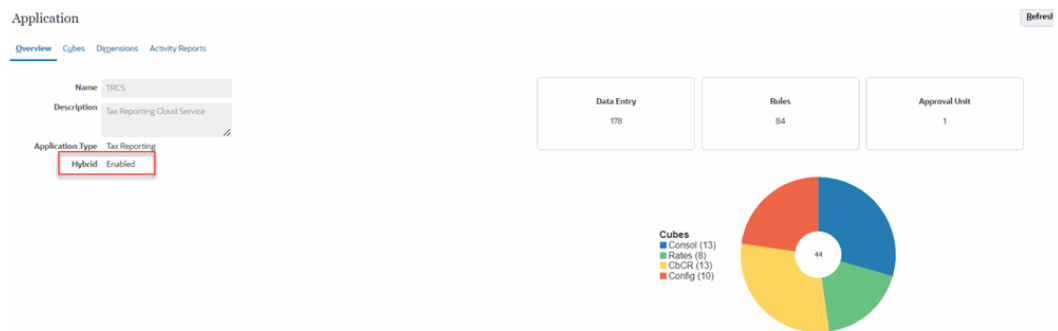 Application
Refresh
Overview Cubes Dimensions Activity Reports
Name TRCS
Description Tax Reporting Cloud Service
Application Type Tax Reporting
Hybrid Enabled
Data Entry
178
Rules
84
Approval Unit
1
Cubes
Consol (13)
Rates (8)
CbCR (13)
Config (10)
44